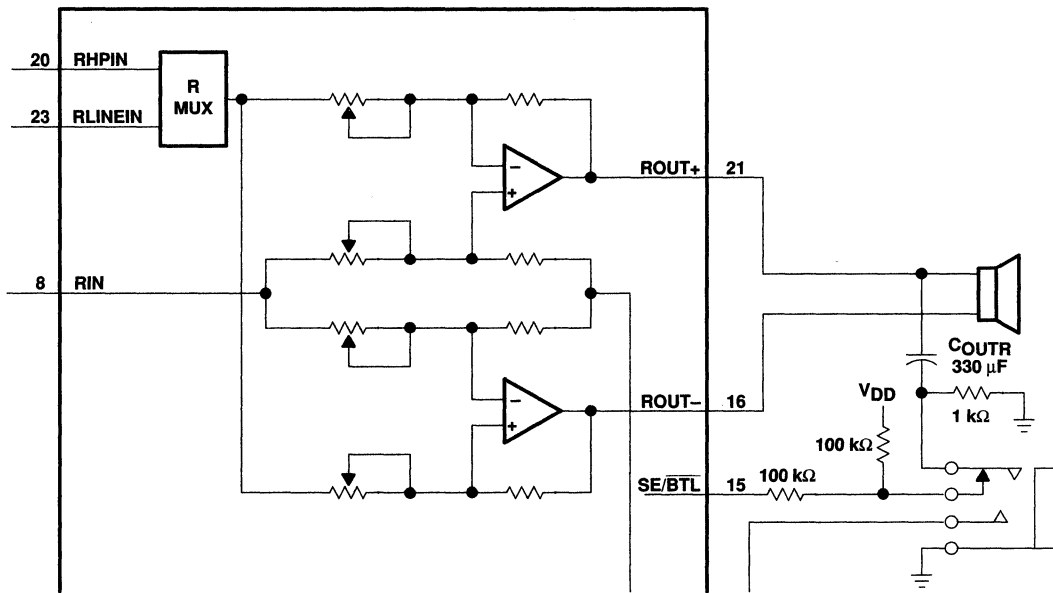 20 RHPIN
R
MUX
23 RLINEIN
−
+
ROUT+ 21
8 RIN
COUTR
330 µF
VDD
−
+
ROUT− 16
1 kΩ
100 kΩ
100 kΩ
SE/BTL 15